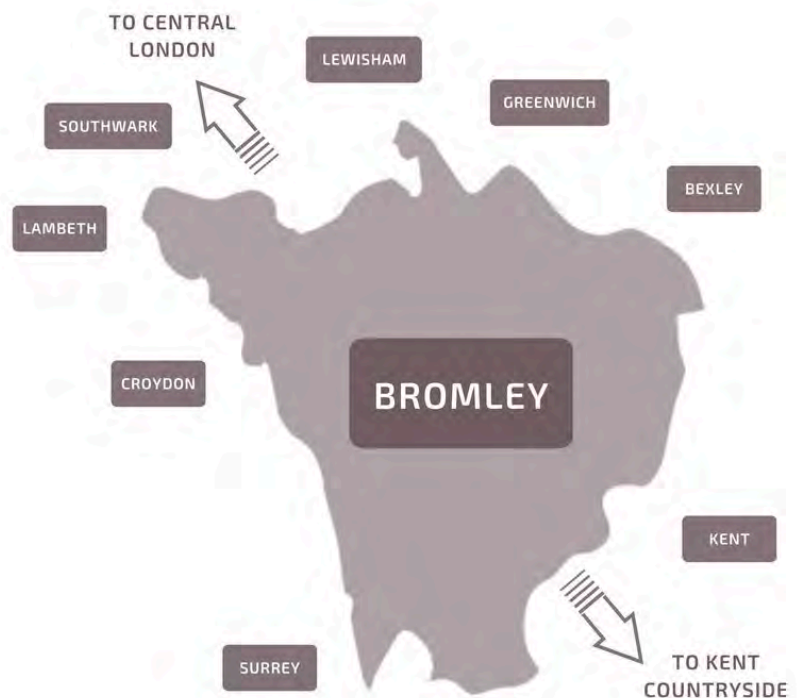 TO CENTRAL
LONDON
LEWISHAM
GREENWICH
SOUTHWARK
BEXLEY
LAMBETH
CROYDON
BROMLEY
KENT
SURREY
TO KENT
COUNTRYSIDE